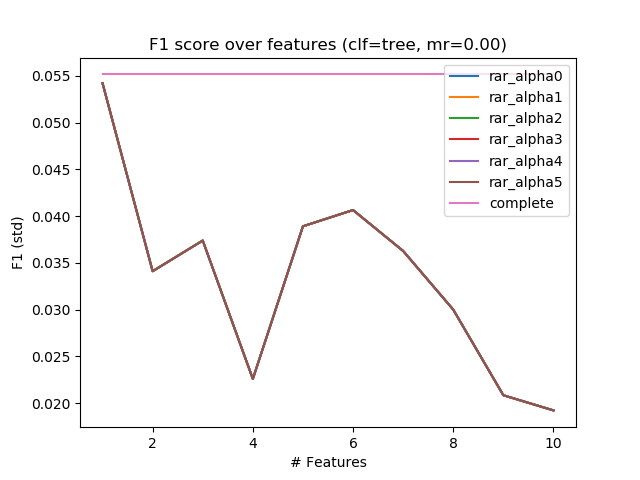 F1 score over features (clf=tree, mr=0.00)
0.055
0.050
0.045
0.040
0.035
0.030
0.025
0.020
F1 (std)
rar_alpha0
rar_alpha1
rar_alpha2
rar_alpha3
rar_alpha4
rar_alpha5
complete
2 4 6 8 10
# Features